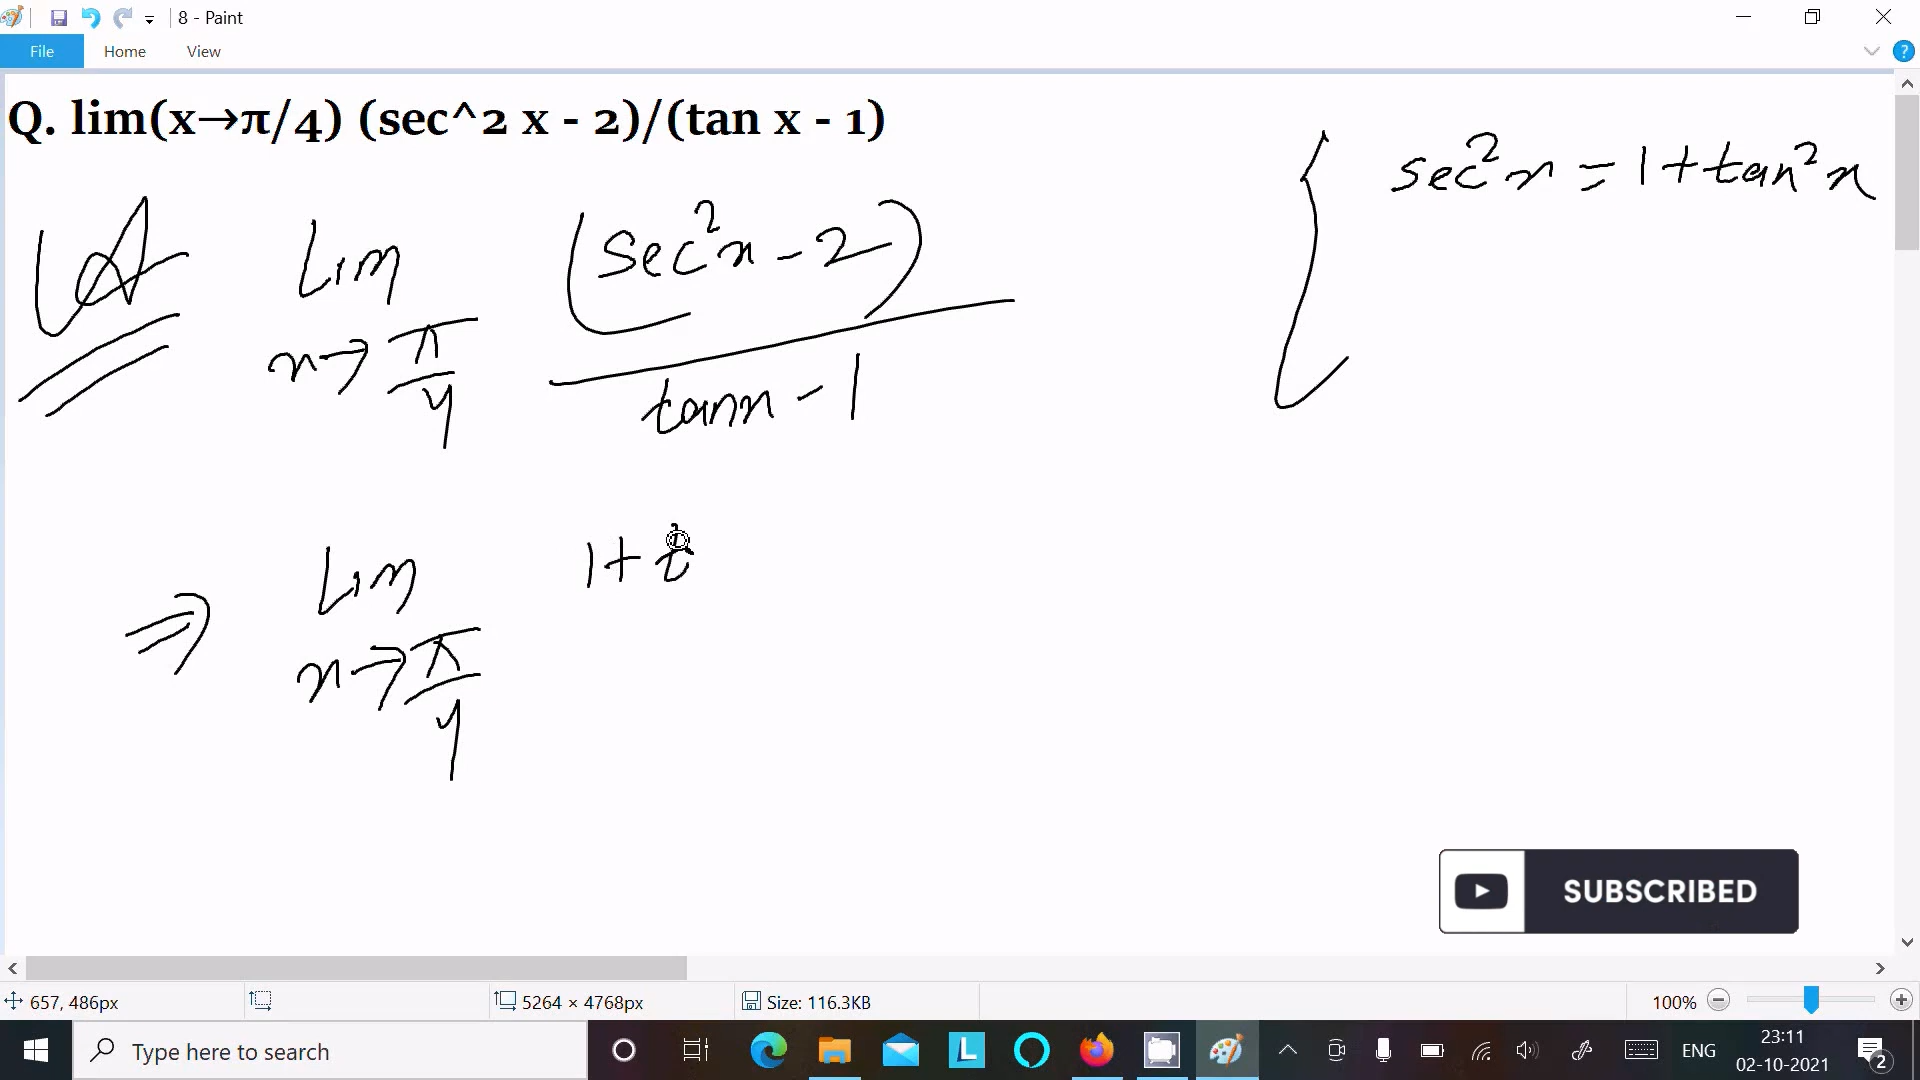 8 - Paint
File Home View
Q. lim(x→π/4) (sec^2 x - 2)/(tan x - 1)
sec²x = 1 + tan²x
Lim x→π/4 (sec²x - 2) / tanx - 1
⇒ Lim x→π/4 1 + t
SUBSCRIBED
657, 486px 5264 × 4768px Size: 116.3KB 100%
Type here to search
L
ENG
23:11
02-10-2021
2